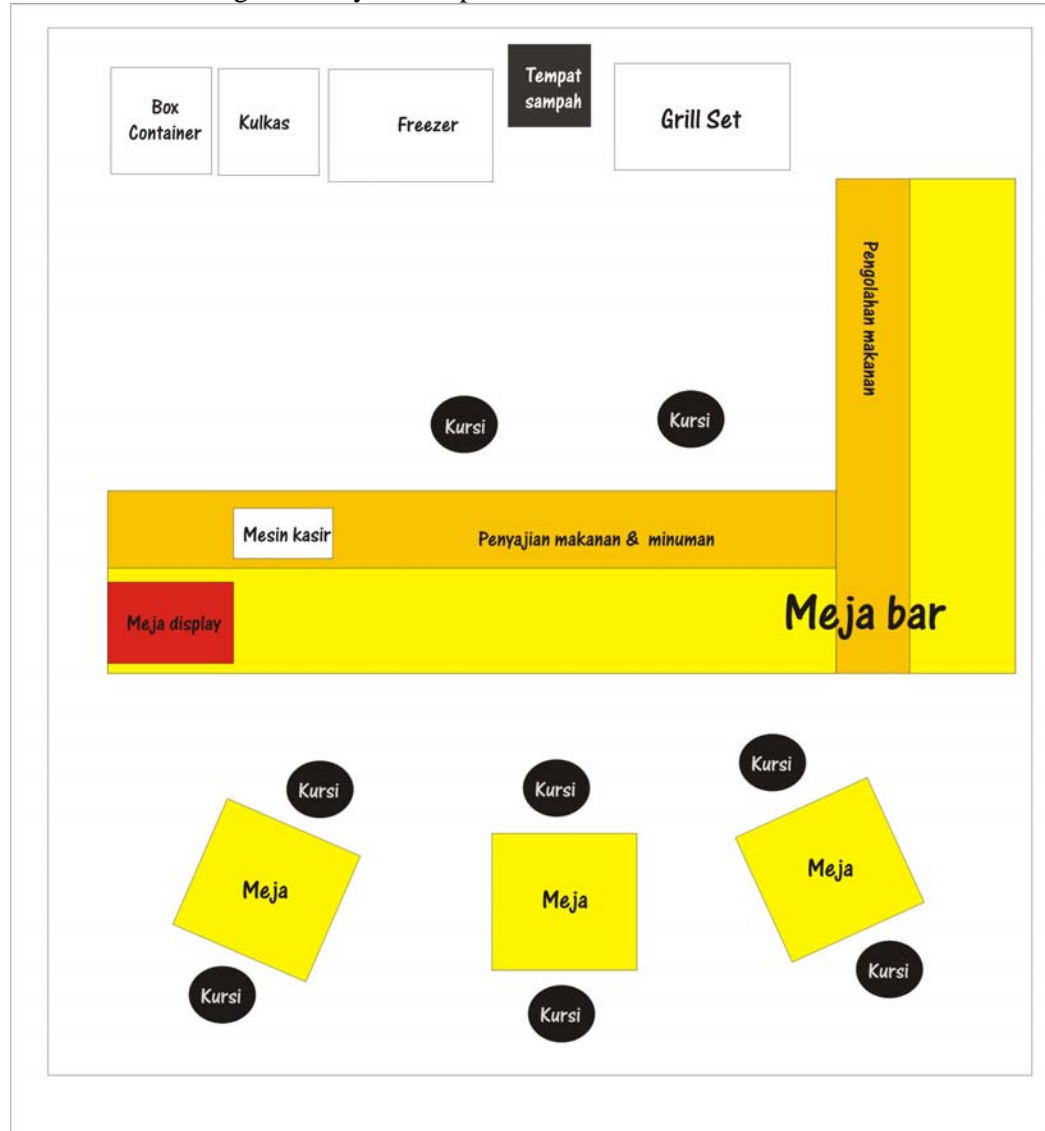 Box
Container
Kulkas
Freezer
Tempat
sampah
Grill Set
Pengolahan makanan
Kursi
Kursi
Mesin kasir
Penyajian makanan & minuman
Meja display
Meja bar
Kursi
Kursi
Kursi
Meja
Meja
Meja
Kursi
Kursi
Kursi